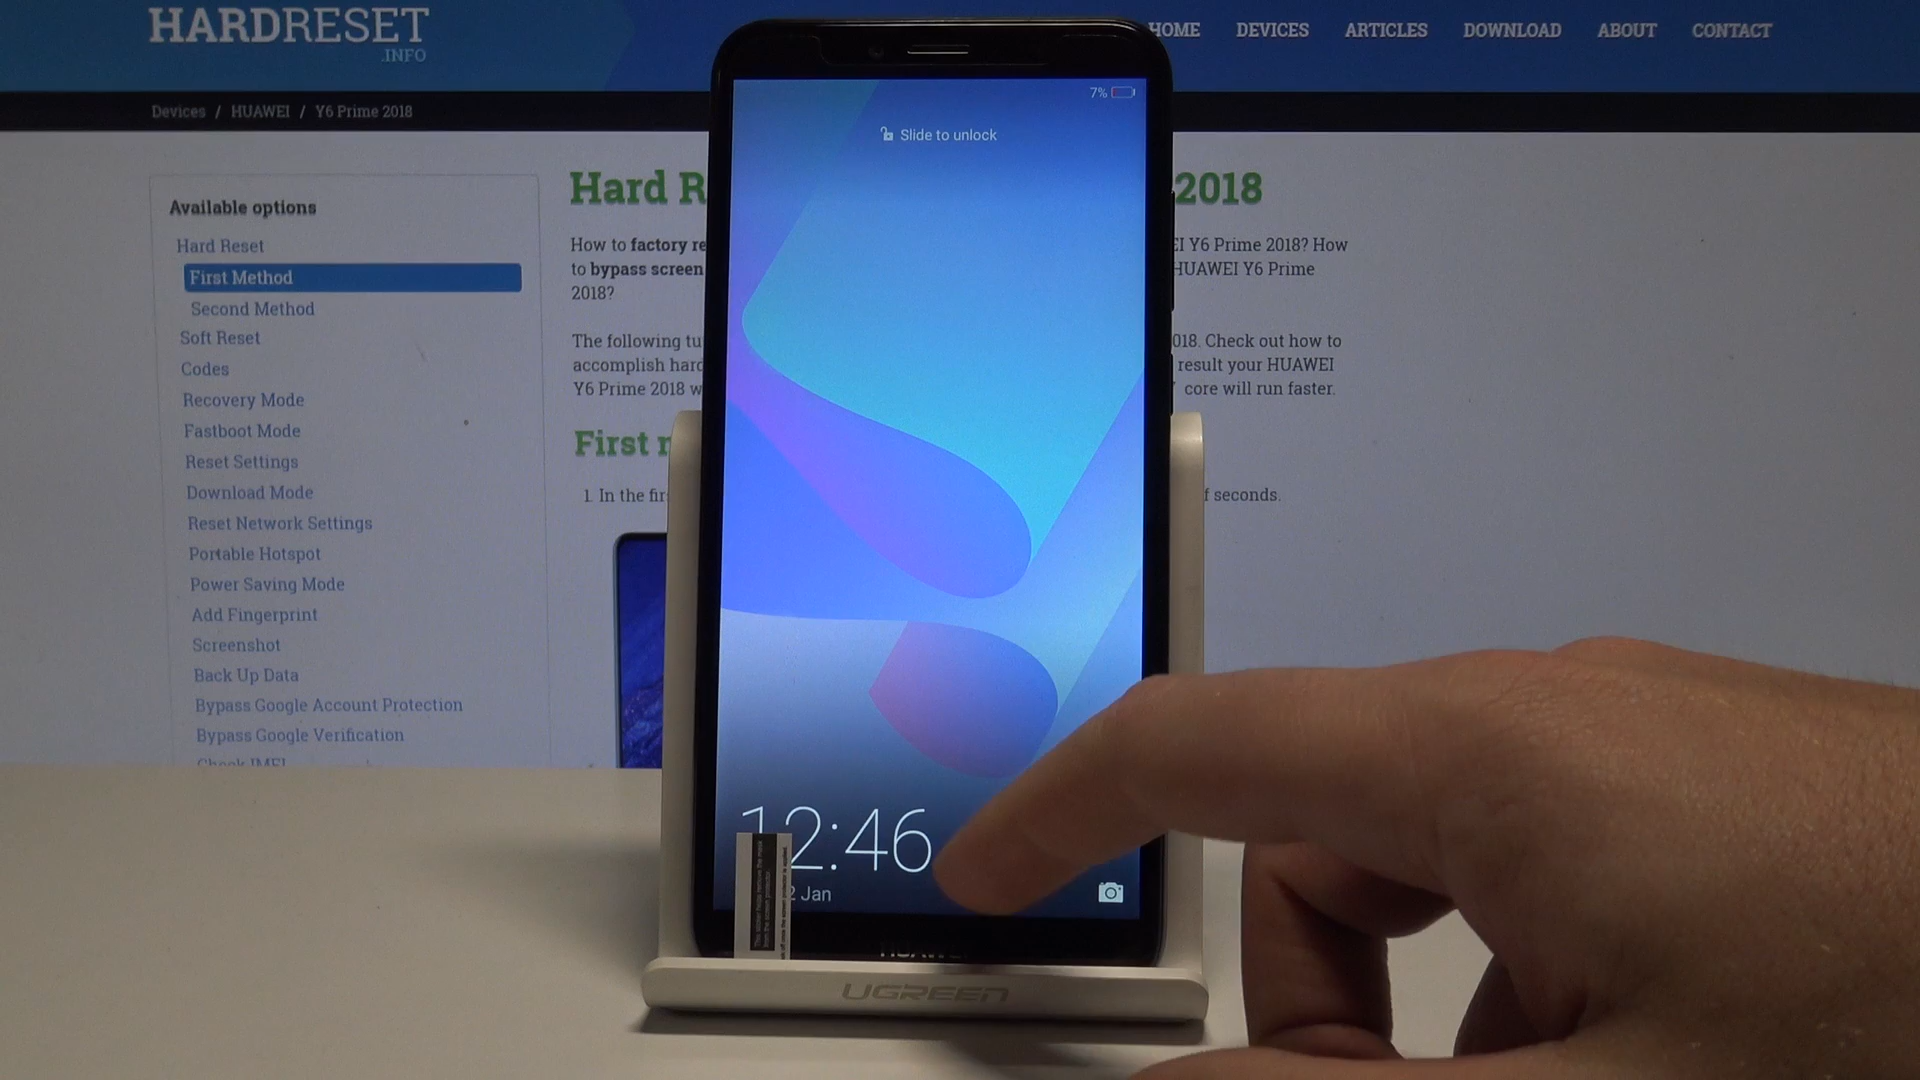 HARDRESET
.INFO
HOME DEVICES ARTICLES DOWNLOAD ABOUT CONTACT
Devices / HUAWEI / Y6 Prime 2018
Available options
Hard Reset
First Method
Second Method
Soft Reset
Codes
Recovery Mode
Fastboot Mode
Reset Settings
Download Mode
Reset Network Settings
Portable Hotspot
Power Saving Mode
Add Fingerprint
Screenshot
Back Up Data
Bypass Google Account Protection
Bypass Google Verification
Check IMEI
Hard R 2018
How to factory re EI Y6 Prime 2018? How
to bypass screen HUAWEI Y6 Prime
2018?
The following tu 018. Check out how to
accomplish hard result your HUAWEI
Y6 Prime 2018 w core will run faster.
First
1. In the fir f seconds.
7%
Slide to unlock
12:46
2 Jan
UGREEN